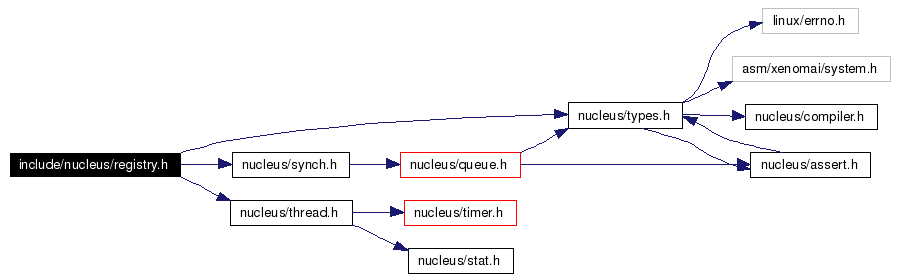 linux/errno.h
asm/xenomai/system.h
nucleus/types.h
nucleus/compiler.h
include/nucleus/registry.h
nucleus/synch.h
nucleus/queue.h
nucleus/assert.h
nucleus/thread.h
nucleus/timer.h
nucleus/stat.h